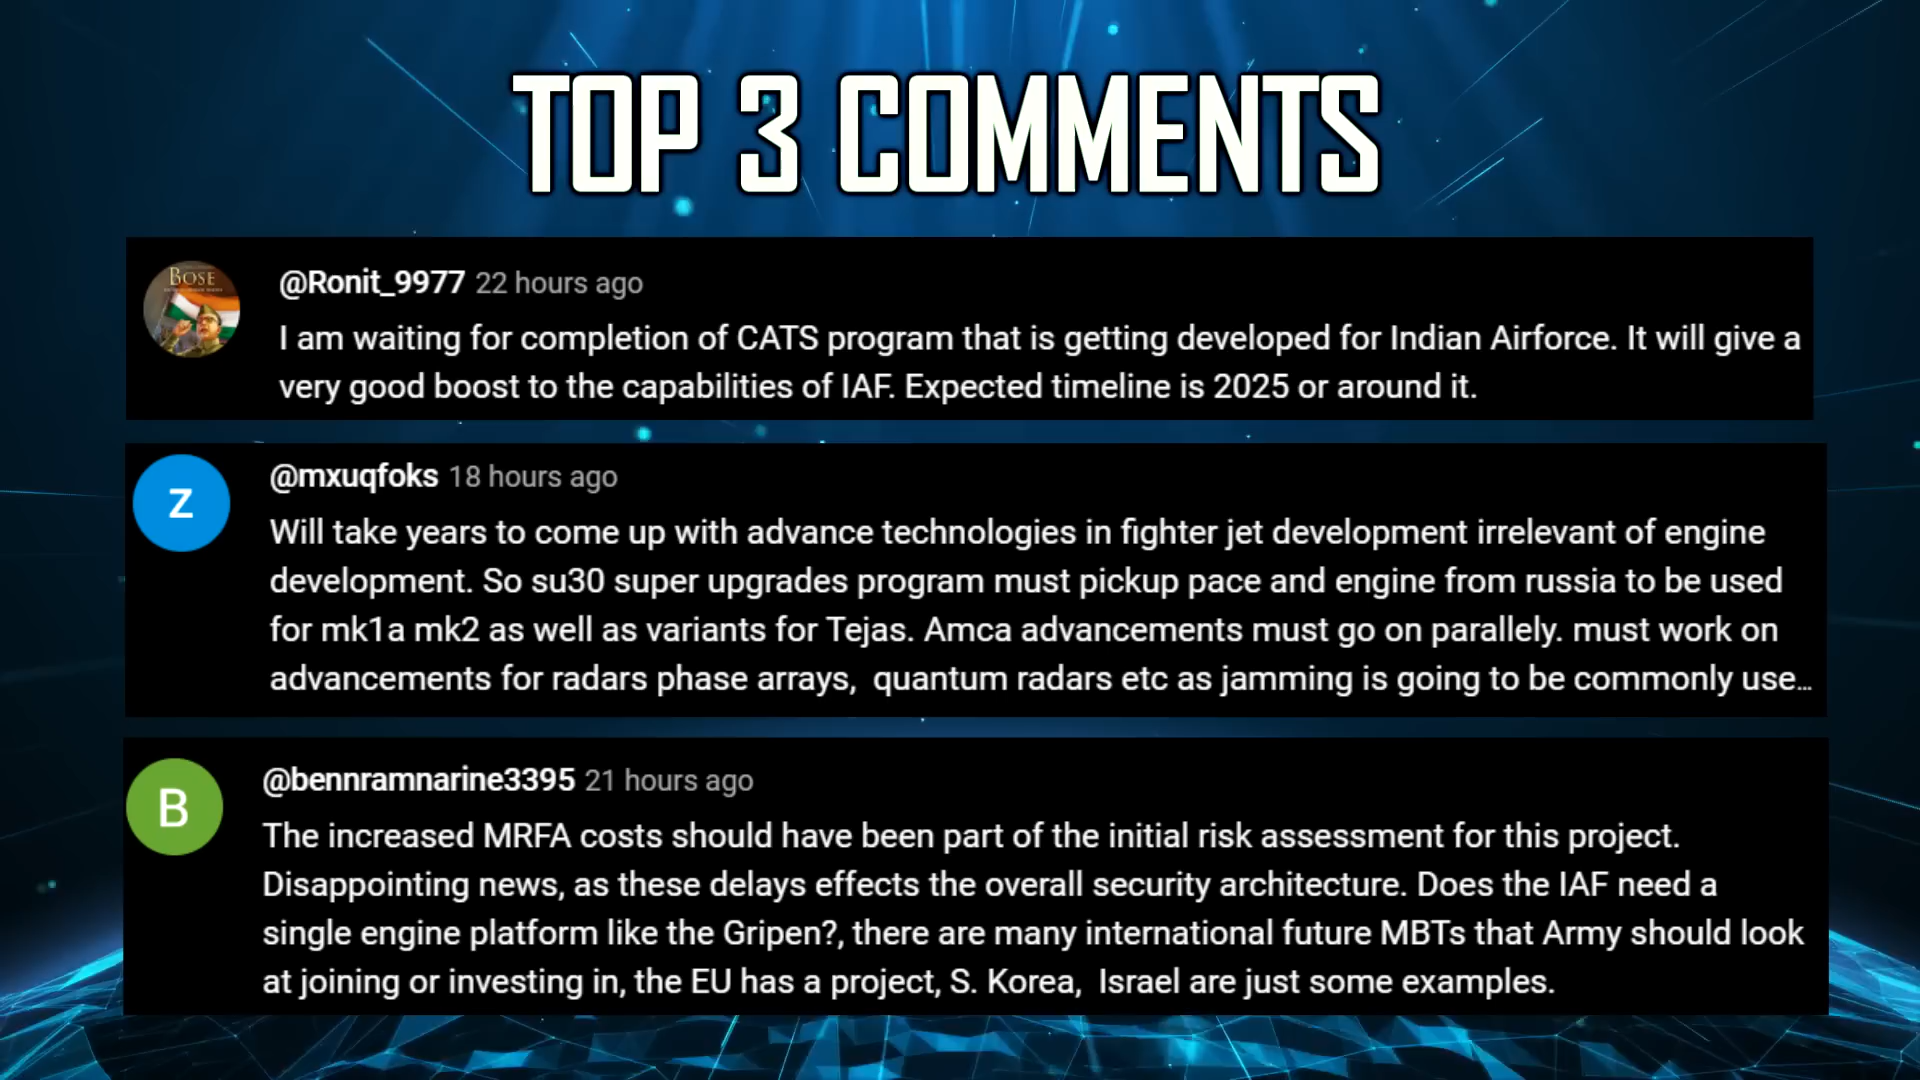 TOP 3 COMMENTS
BOSE
@Ronit_9977 22 hours ago
I am waiting for completion of CATS program that is getting developed for Indian Airforce. It will give a
very good boost to the capabilities of IAF. Expected timeline is 2025 or around it.
Z
@mxuqfoks 18 hours ago
Will take years to come up with advance technologies in fighter jet development irrelevant of engine
development. So su30 super upgrades program must pickup pace and engine from russia to be used
for mk1a mk2 as well as variants for Tejas. Amca advancements must go on parallely. must work on
advancements for radars phase arrays,  quantum radars etc as jamming is going to be commonly use...
B
@bennramnarine3395 21 hours ago
The increased MRFA costs should have been part of the initial risk assessment for this project.
Disappointing news, as these delays effects the overall security architecture. Does the IAF need a
single engine platform like the Gripen?, there are many international future MBTs that Army should look
at joining or investing in, the EU has a project, S. Korea,  Israel are just some examples.